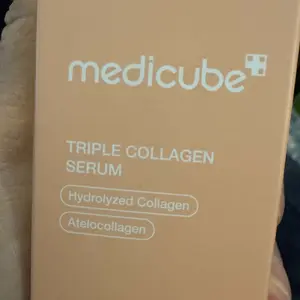 medicube
TRIPLE COLLAGEN
SERUM
Hydrolyzed Collagen
Atelocollagen